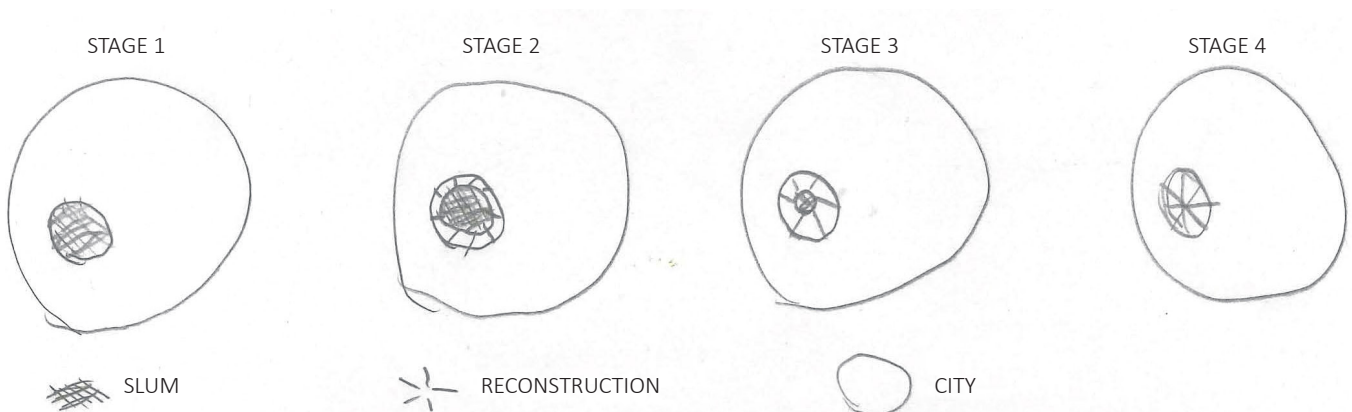 STAGE 1
STAGE 2
STAGE 3
STAGE 4
SLUM
RECONSTRUCTION
CITY